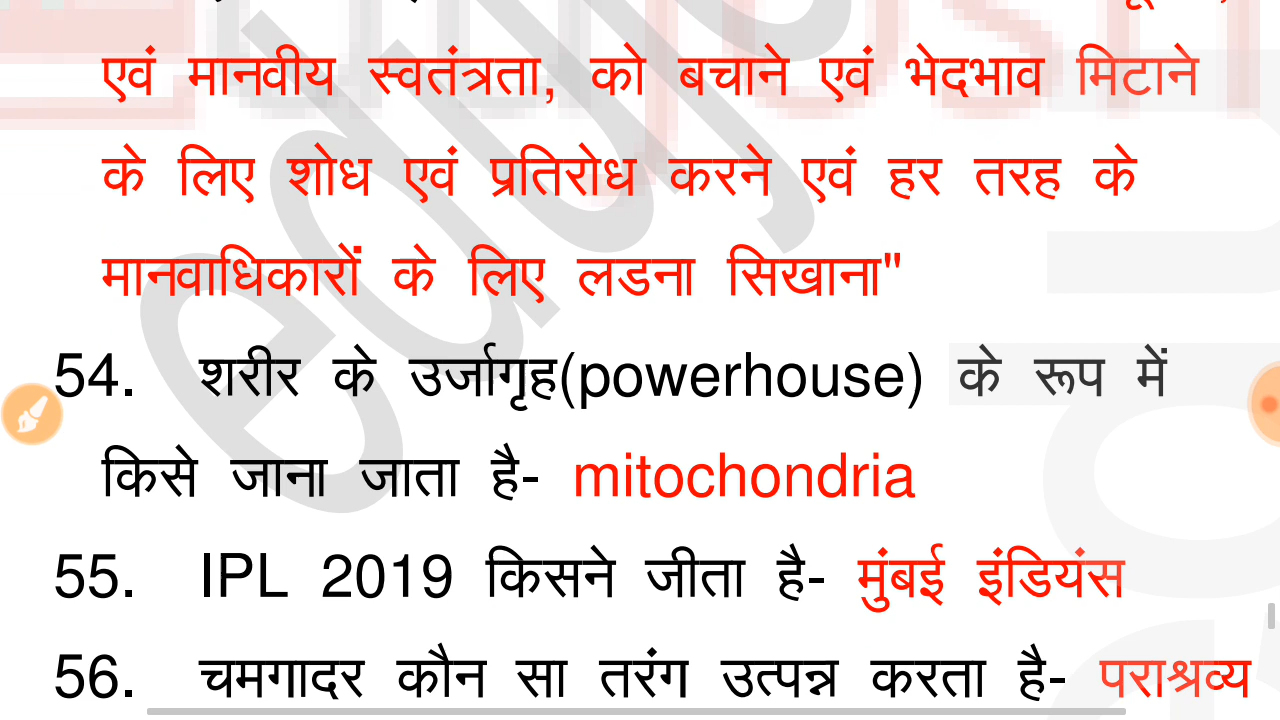 एवं मानवीय स्वतंत्रता, को बचाने एवं भेदभाव मिटाने
के लिए शोध एवं प्रतिरोध करने एवं हर तरह के
मानवाधिकारों के लिए लडना सिखाना"
54. शरीर के उर्जागृह(powerhouse) के रूप में
किसे जाना जाता है- mitochondria
55. IPL 2019 किसने जीता है- मुंबई इंडियंस
56. चमगादर कौन सा तरंग उत्पन्न करता है- पराश्रव्य